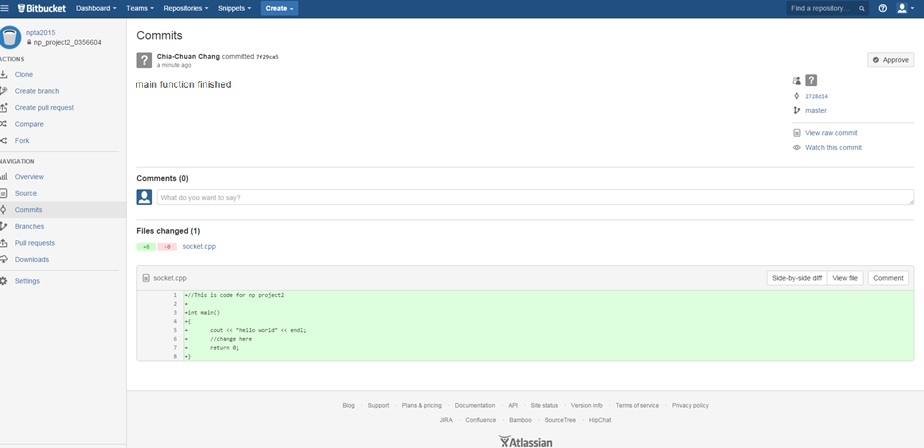 Bitbucket Dashboard Teams Repositories Snippets Create Find a repository...
npta2015
np_project2_0356604
ACTIONS
Clone
Create branch
Create pull request
Compare
Fork
NAVIGATION
Overview
Source
Commits
Branches
Pull requests
Downloads
Settings
Commits
Chia-Chuan Chang committed 7f29ca5
a minute ago
Approve
main function finished
2728d14
master
View raw commit
Watch this commit
Comments (0)
What do you want to say?
Files changed (1)
+8 -0 socket.cpp
socket.cpp Side-by-side diff View file Comment
1 +//This is code for np project2
2 +
3 +int main()
4 +{
5 + cout << "hello world" << endl;
6 + //change here
7 + return 0;
8 +}
Blog · Support · Plans & pricing · Documentation · API · Site status · Version info · Terms of service · Privacy policy
JIRA · Confluence · Bamboo · SourceTree · HipChat
Atlassian